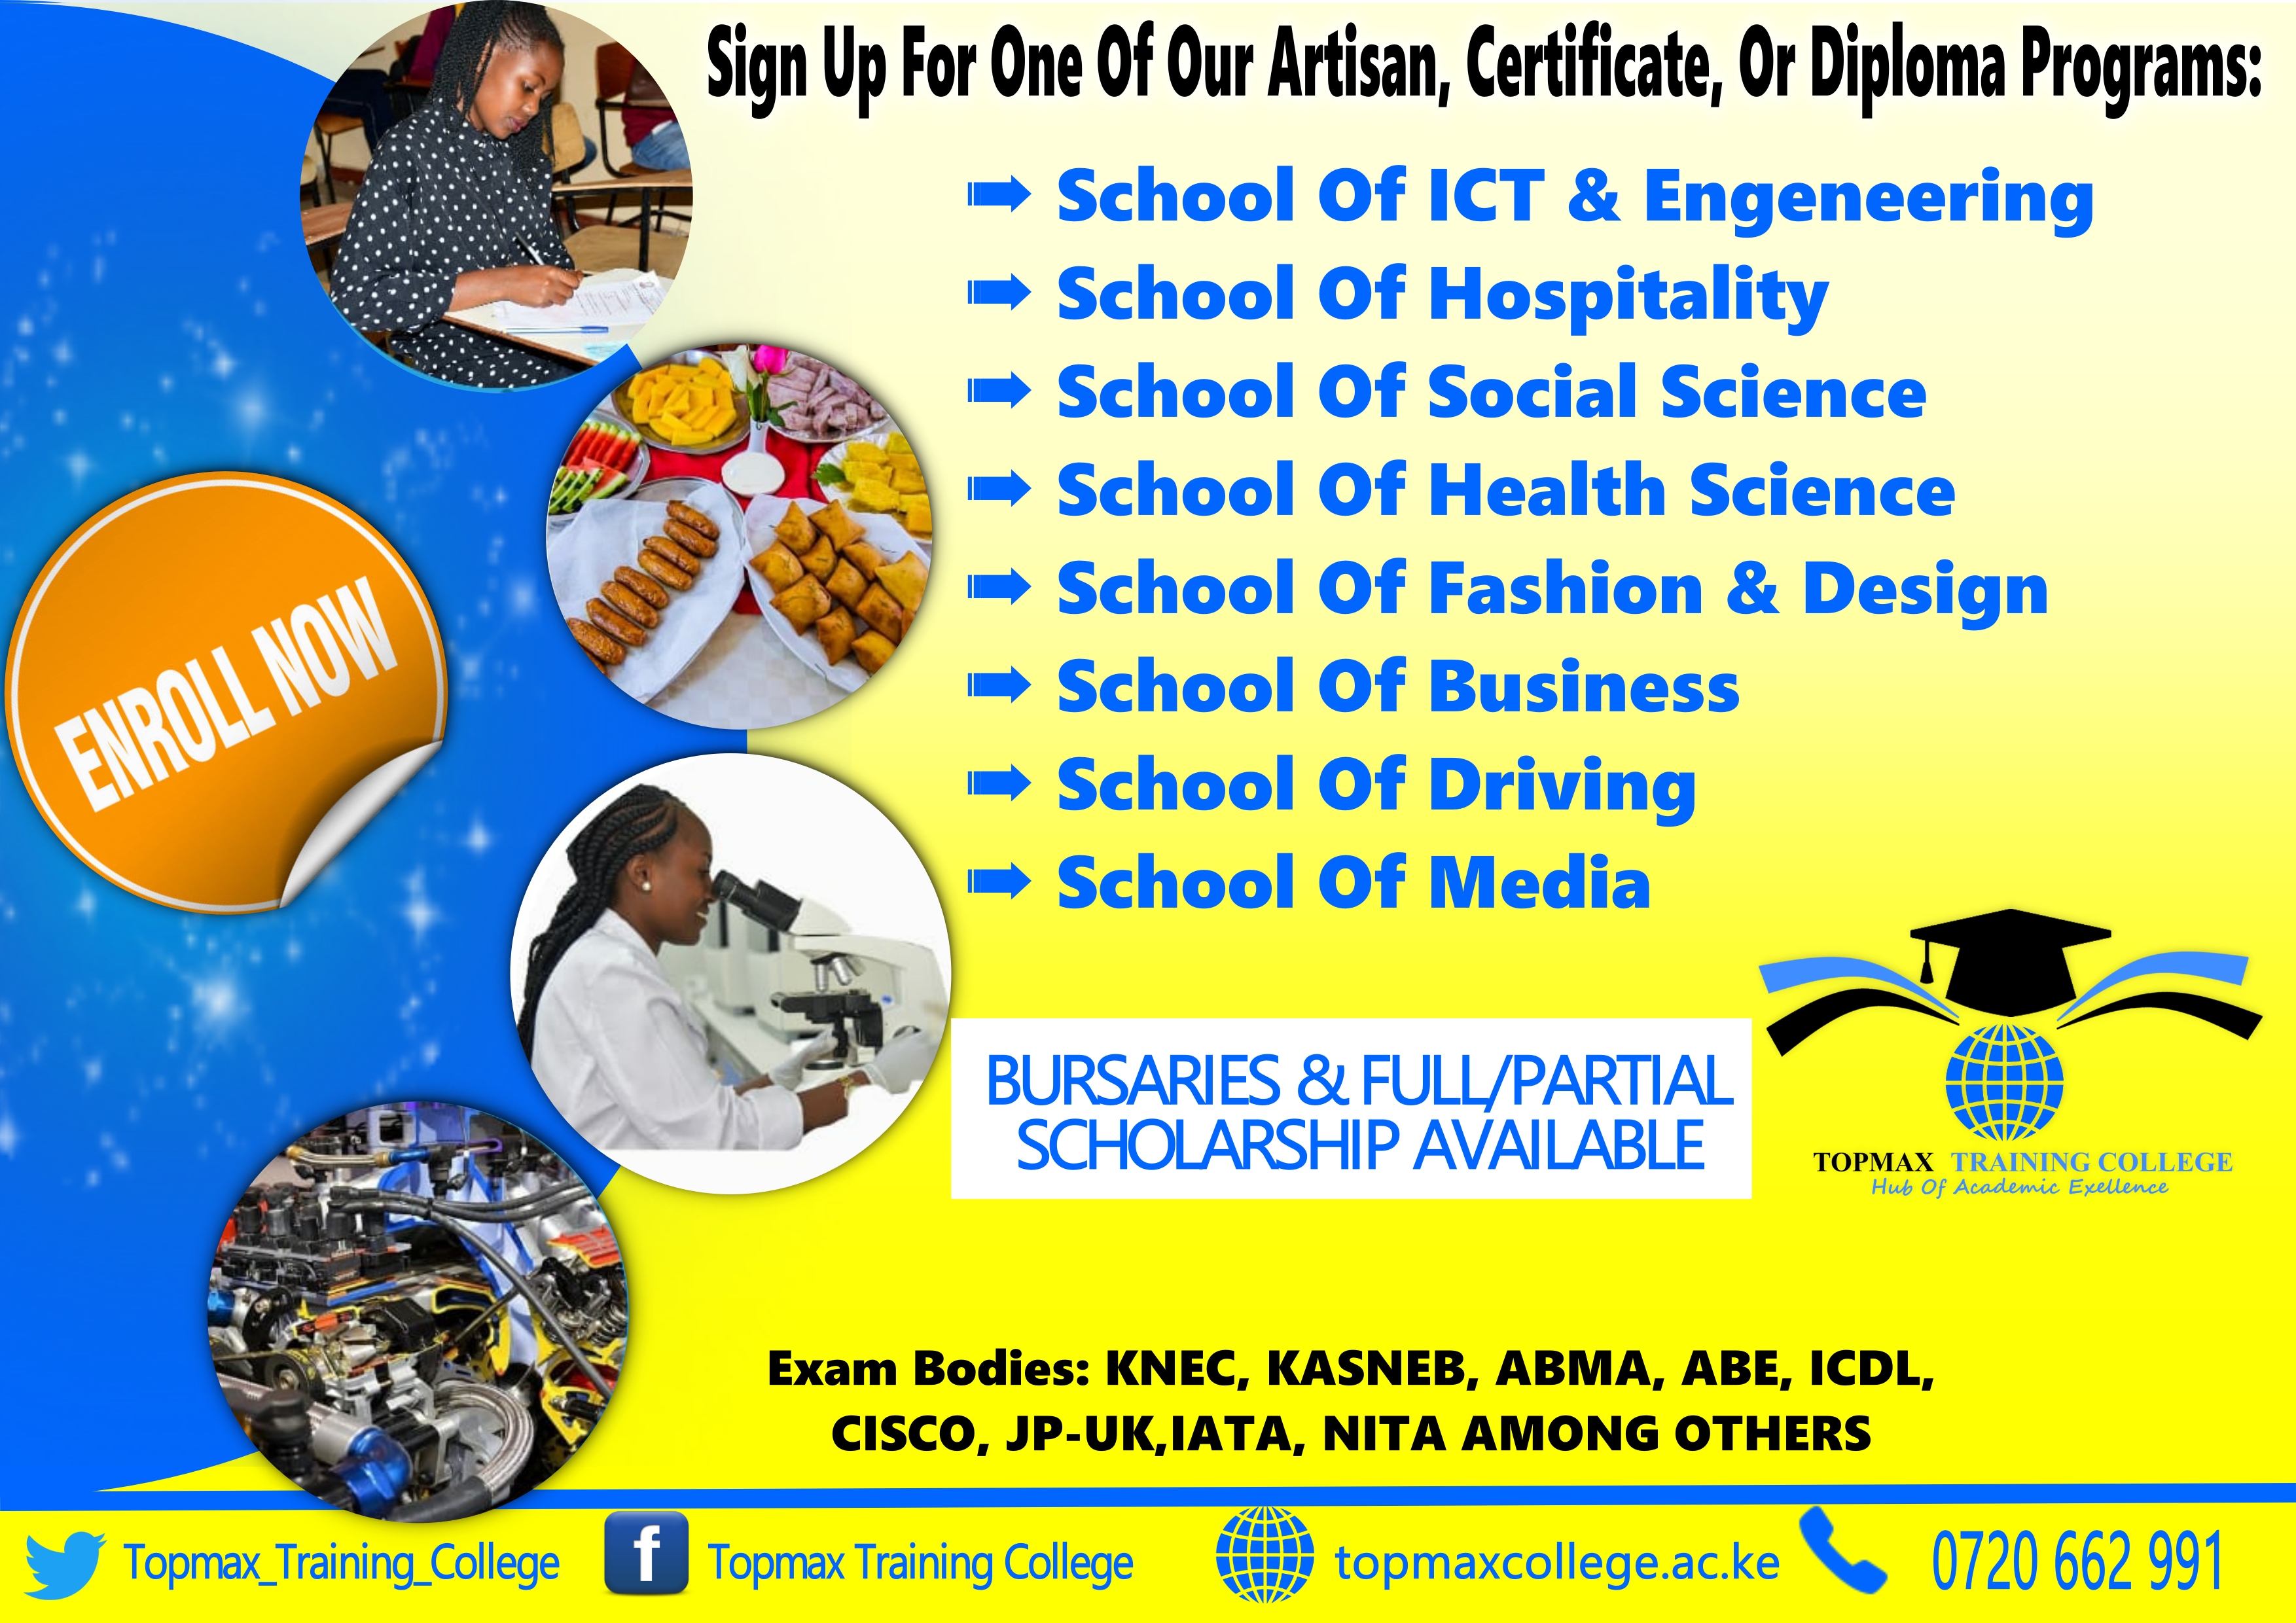 Sign Up For One Of Our Artisan, Certificate, Or Diploma Programs:
School Of ICT & Engeneering
School Of Hospitality
School Of Social Science
School Of Health Science
School Of Fashion & Design
School Of Business
School Of Driving
School Of Media
ENROLL NOW
BURSARIES & FULL/PARTIAL
SCHOLARSHIP AVAILABLE
TOPMAX TRAINING COLLEGE
Hub Of Academic Exellence
Exam Bodies: KNEC, KASNEB, ABMA, ABE, ICDL,
CISCO, JP-UK,IATA, NITA AMONG OTHERS
Topmax_Training_College
f Topmax Training College
topmaxcollege.ac.ke
0720 662 991